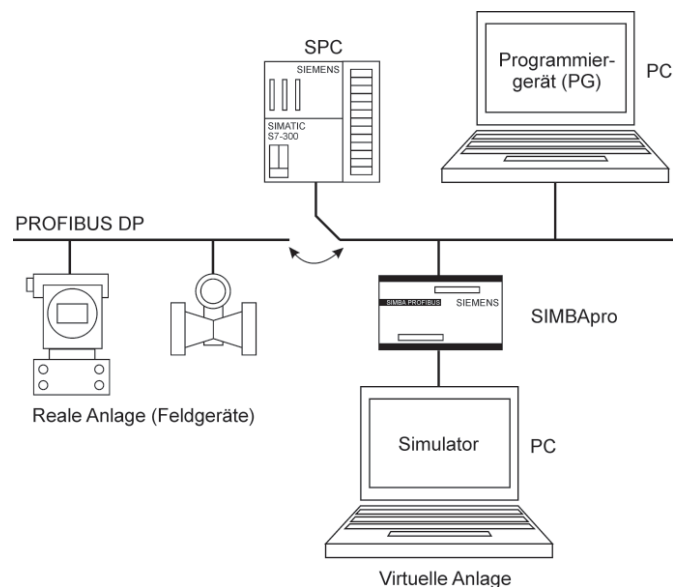 SPC
SIEMENS
SIMATIC
S7-300
Programmier-
gerät (PG)
PC
PROFIBUS DP
SIMBA PROFIBUS
SIEMENS
SIMBApro
Reale Anlage (Feldgeräte)
Simulator
PC
Virtuelle Anlage